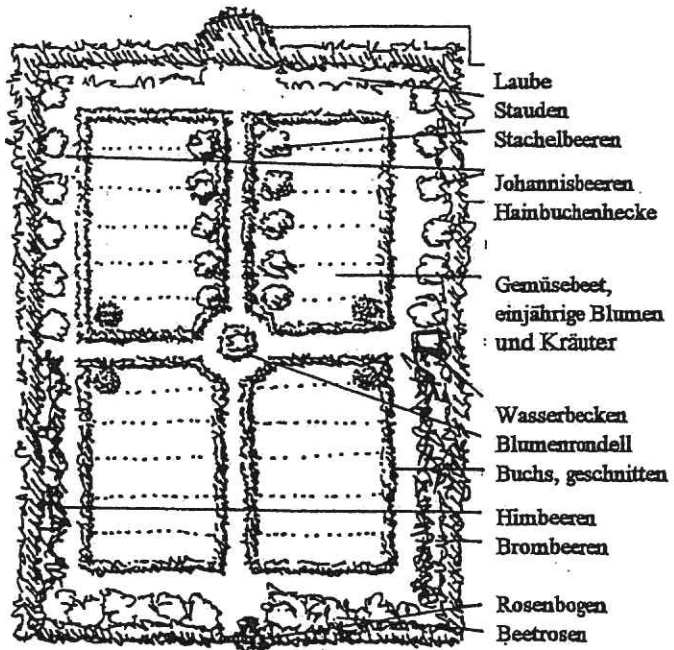 Laube
Stauden
Stachelbeeren
Johannisbeeren
Hainbuchenhecke
Gemüsebeet,
einjährige Blumen
und Kräuter
Wasserbecken
Blumenrondell
Buchs, geschnitten
Himbeeren
Brombeeren
Rosenbogen
Beetrosen